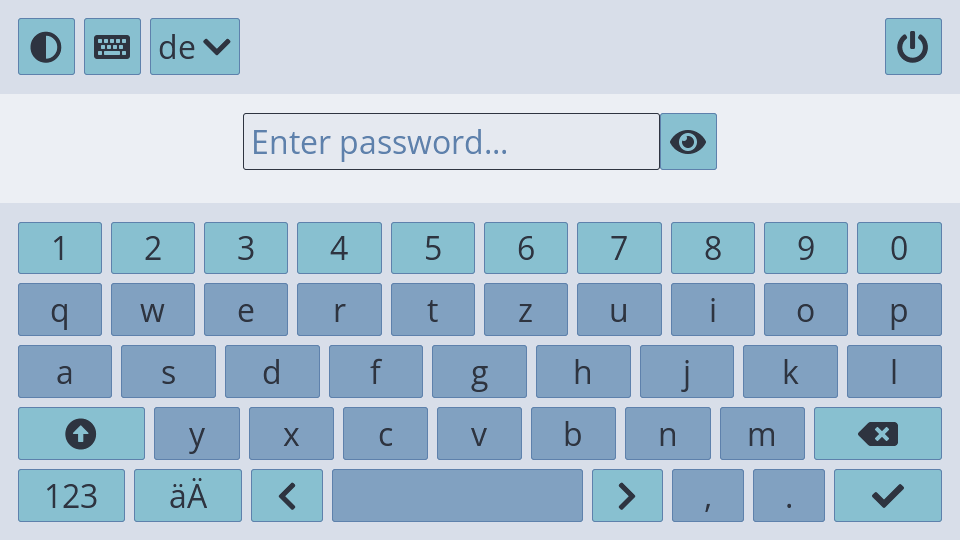 de
Enter password...
1 2 3 4 5 6 7 8 9 0
q w e r t z u i o p
a s d f g h j k l
y x c v b n m
123 äÄ , .